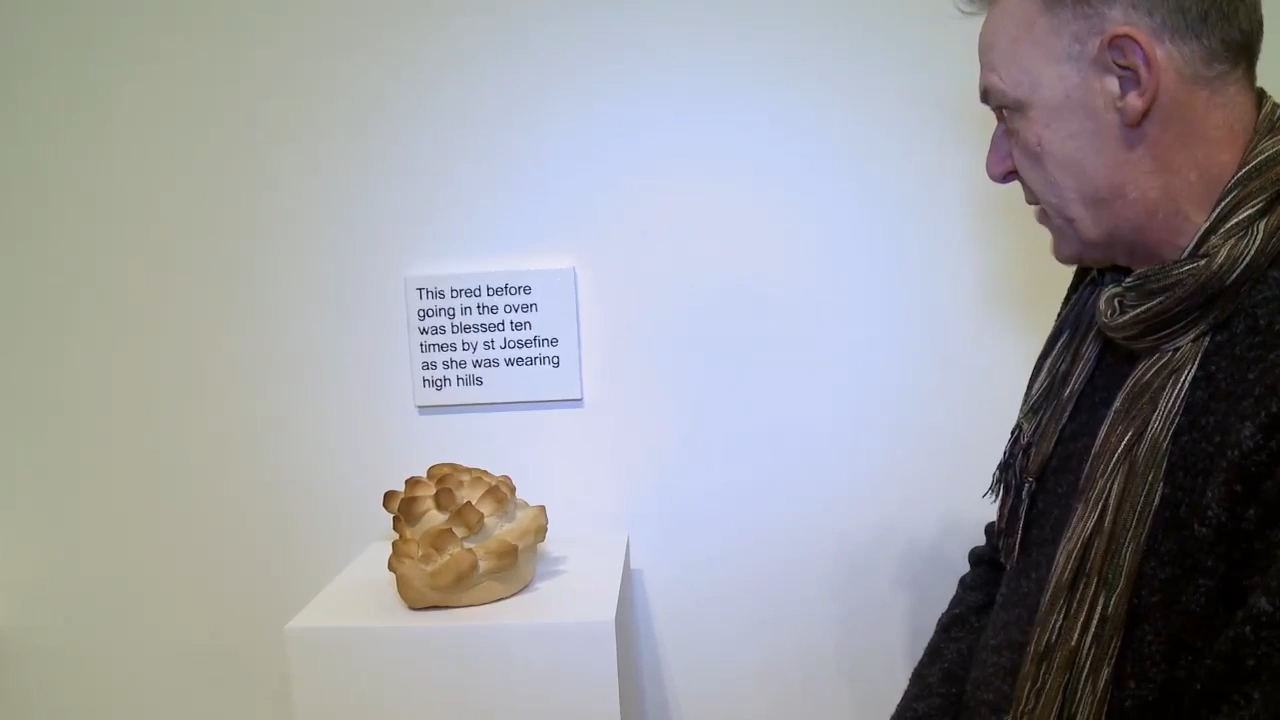 This bred before
going in the oven
was blessed ten
times by st Josefine
as she was wearing
high hills